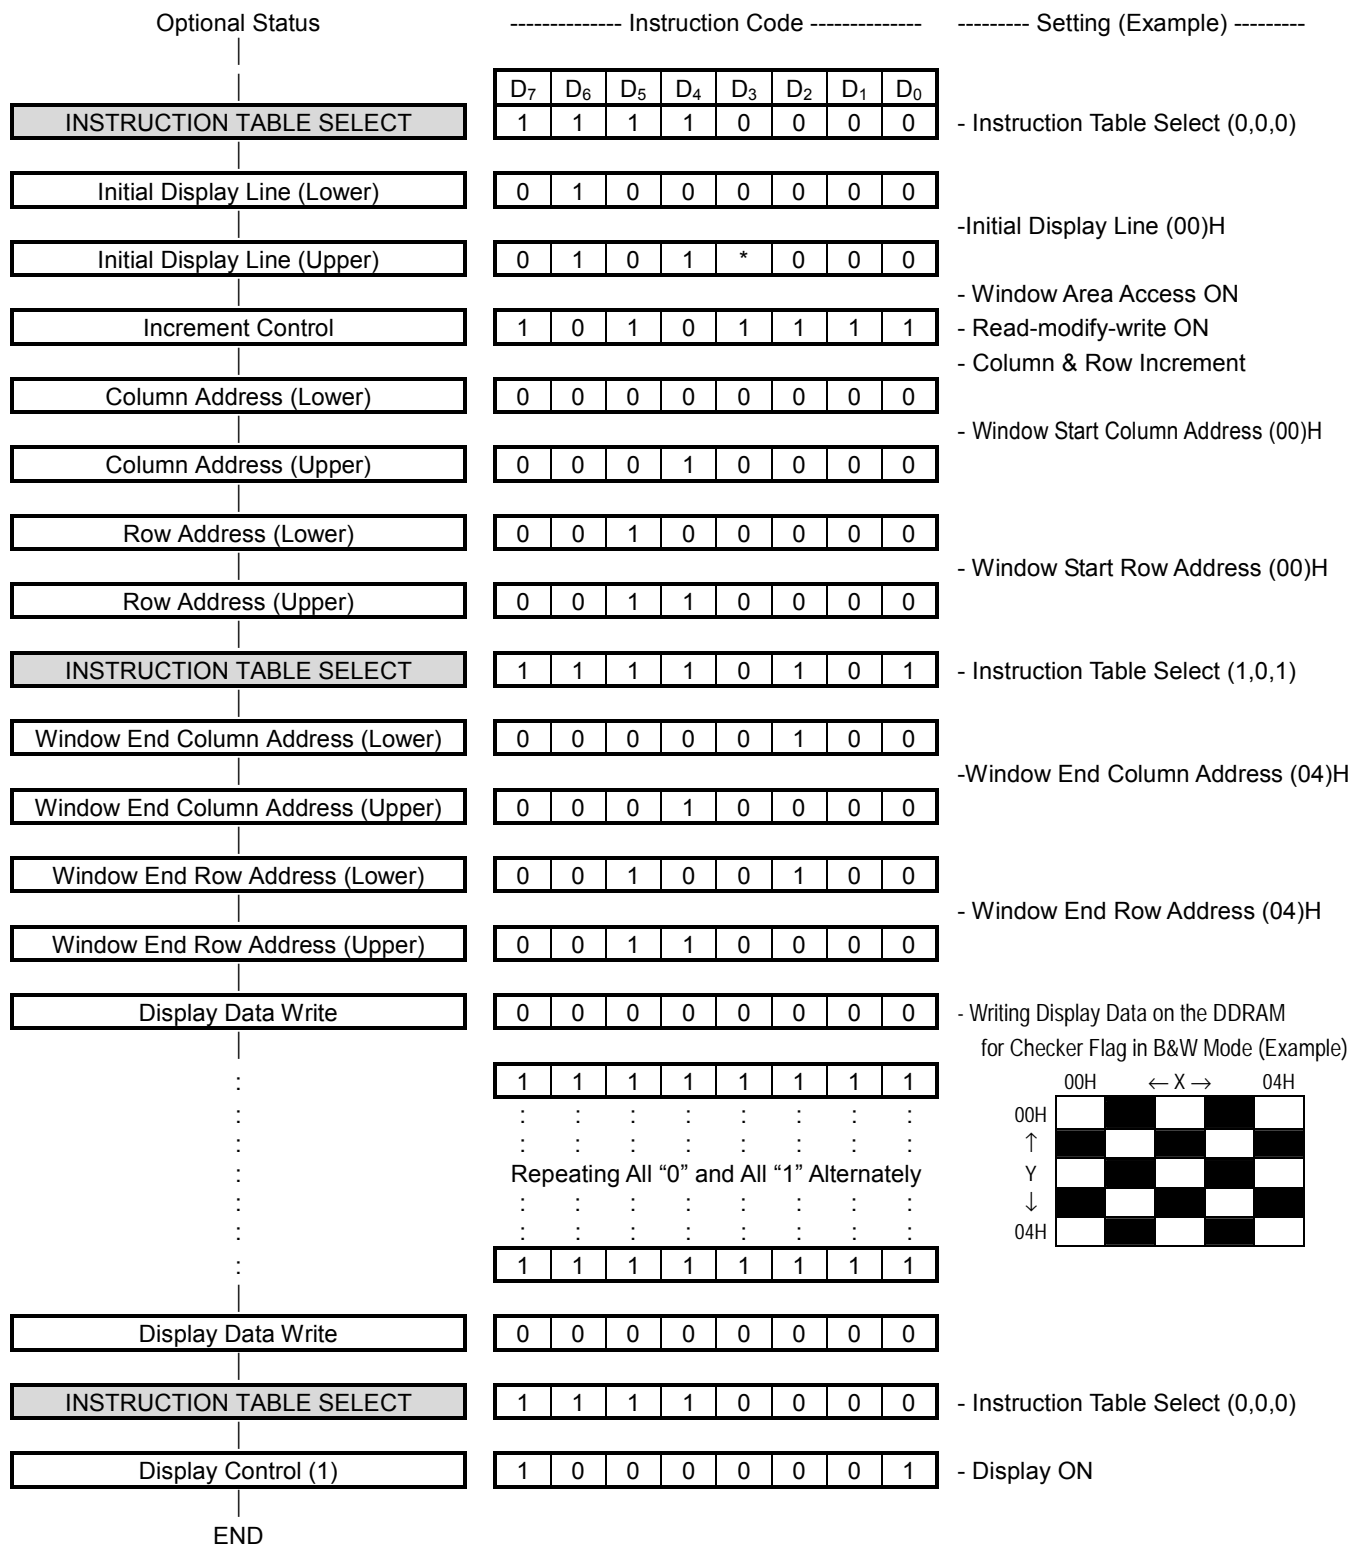 Optional Status -------------- Instruction Code -------------- --------- Setting (Example) ---------
D7 D6 D5 D4 D3 D2 D1 D0
INSTRUCTION TABLE SELECT 1 1 1 1 0 0 0 0 - Instruction Table Select (0,0,0)
Initial Display Line (Lower) 0 1 0 0 0 0 0 0
-Initial Display Line (00)H
Initial Display Line (Upper) 0 1 0 1 * 0 0 0
- Window Area Access ON
Increment Control 1 0 1 0 1 1 1 1 - Read-modify-write ON
- Column & Row Increment
Column Address (Lower) 0 0 0 0 0 0 0 0
- Window Start Column Address (00)H
Column Address (Upper) 0 0 0 1 0 0 0 0
Row Address (Lower) 0 0 1 0 0 0 0 0
- Window Start Row Address (00)H
Row Address (Upper) 0 0 1 1 0 0 0 0
INSTRUCTION TABLE SELECT 1 1 1 1 0 1 0 1 - Instruction Table Select (1,0,1)
Window End Column Address (Lower) 0 0 0 0 0 1 0 0
-Window End Column Address (04)H
Window End Column Address (Upper) 0 0 0 1 0 0 0 0
Window End Row Address (Lower) 0 0 1 0 0 1 0 0
- Window End Row Address (04)H
Window End Row Address (Upper) 0 0 1 1 0 0 0 0
Display Data Write 0 0 0 0 0 0 0 0 - Writing Display Data on the DDRAM
for Checker Flag in B&W Mode (Example)
: 1 1 1 1 1 1 1 1 00H ← X → 04H
: : : : : : : : : 00H
: : : : : : : : : ↑
: Repeating All “0” and All “1” Alternately Y
: : : : : : : : : ↓
: : : : : : : : : 04H
: 1 1 1 1 1 1 1 1
Display Data Write 0 0 0 0 0 0 0 0
INSTRUCTION TABLE SELECT 1 1 1 1 0 0 0 0 - Instruction Table Select (0,0,0)
Display Control (1) 1 0 0 0 0 0 0 1 - Display ON
END